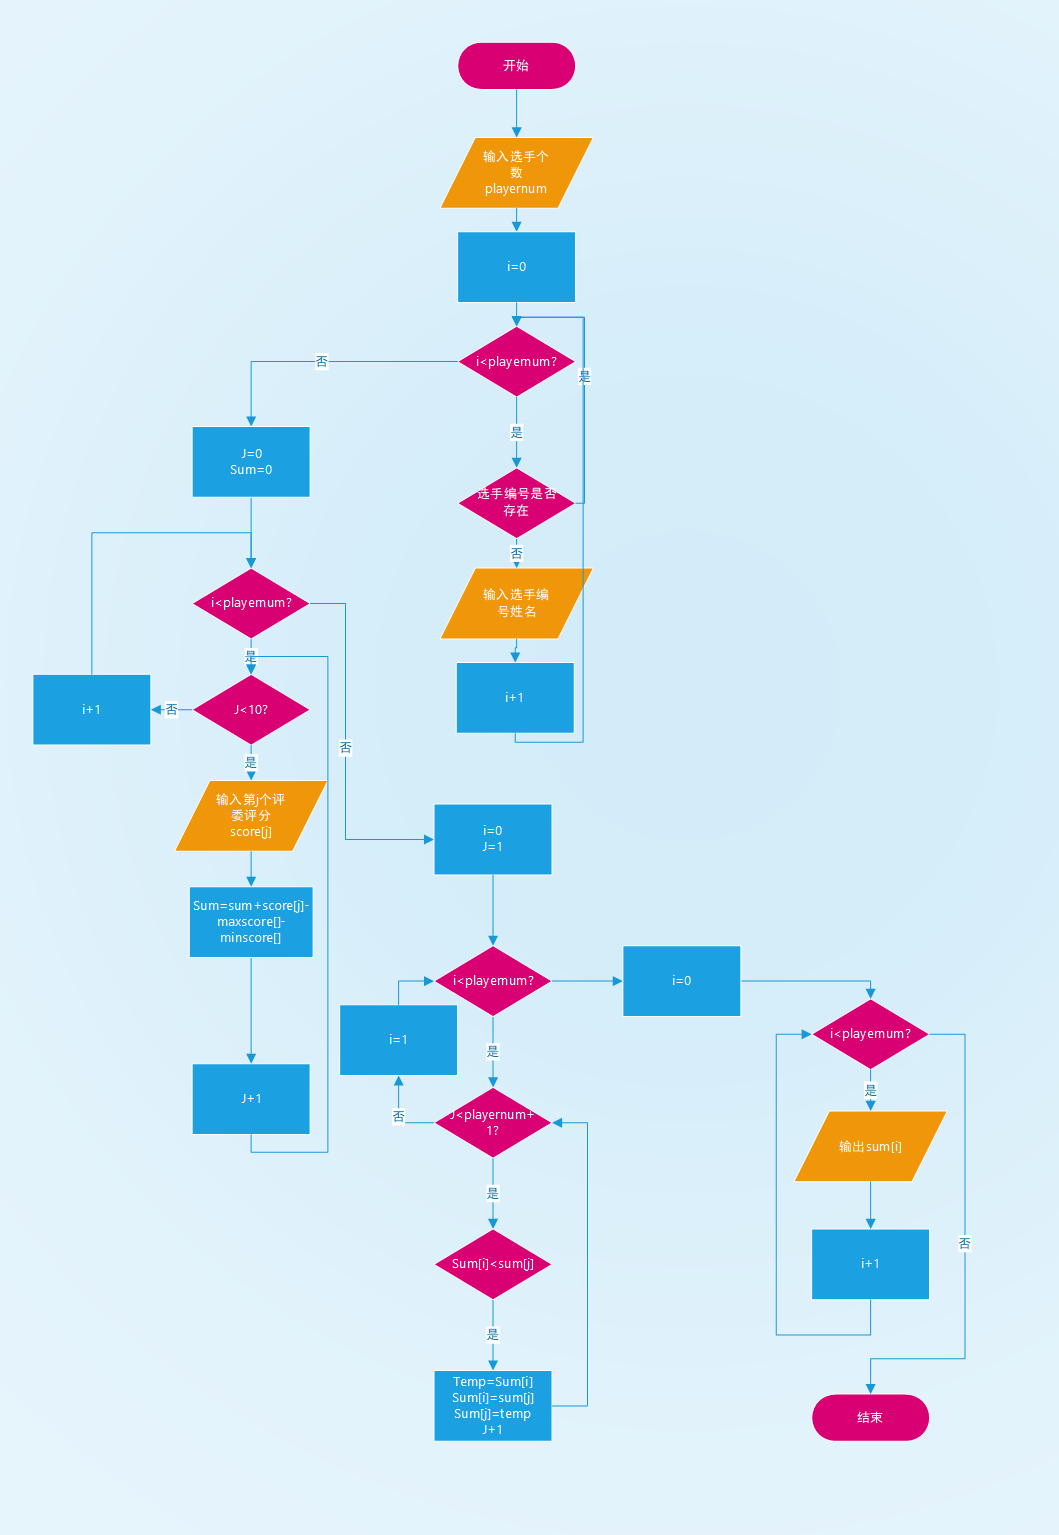 开始
输入选手个
数
playernum
i=0
i<playernum?
否
是
是
J=0
Sum=0
选手编号是否
存在
否
输入选手编
号姓名
i+1
i<playernum?
是
否
J<10?
否
i+1
是
输入第j个评
委评分
score[j]
Sum=sum+score[j]-
maxscore[]-
minscore[]
J+1
i=0
J=1
i<playernum?
i=1
是
J<playernum+
1?
否
是
Sum[i]<sum[j]
是
Temp=Sum[i]
Sum[i]=sum[j]
Sum[j]=temp
J+1
i=0
i<playernum?
是
输出sum[i]
i+1
否
结束